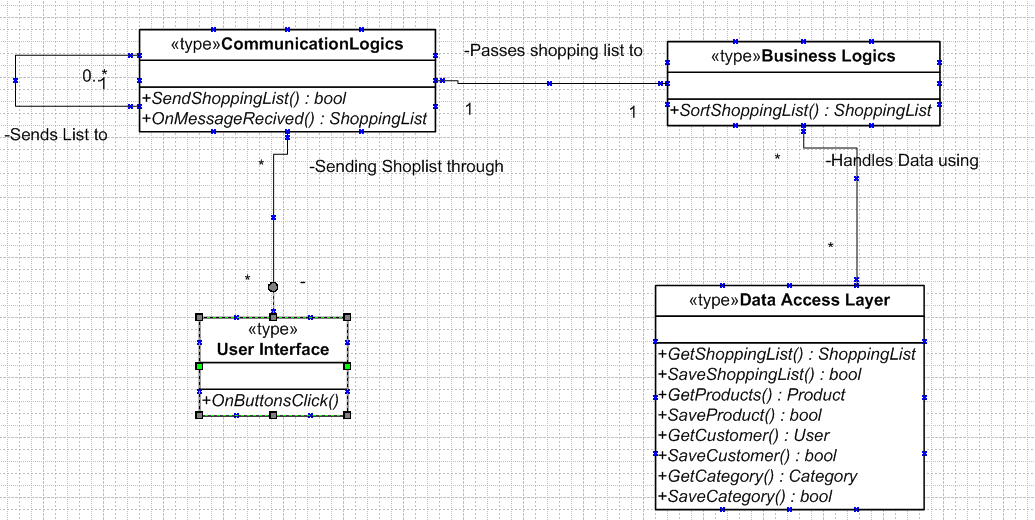 «type»CommunicationLogics
+SendShoppingList() : bool
+OnMessageRecived() : ShoppingList
0..*
1
-Sends List to
-Passes shopping list to
1
1
«type»Business Logics
+SortShoppingList() : ShoppingList
*
-Sending Shoplist through
*
-
*
-Handles Data using
*
«type»
User Interface
+OnButtonsClick()
«type»Data Access Layer
+GetShoppingList() : ShoppingList
+SaveShoppingList() : bool
+GetProducts() : Product
+SaveProduct() : bool
+GetCustomer() : User
+SaveCustomer() : bool
+GetCategory() : Category
+SaveCategory() : bool